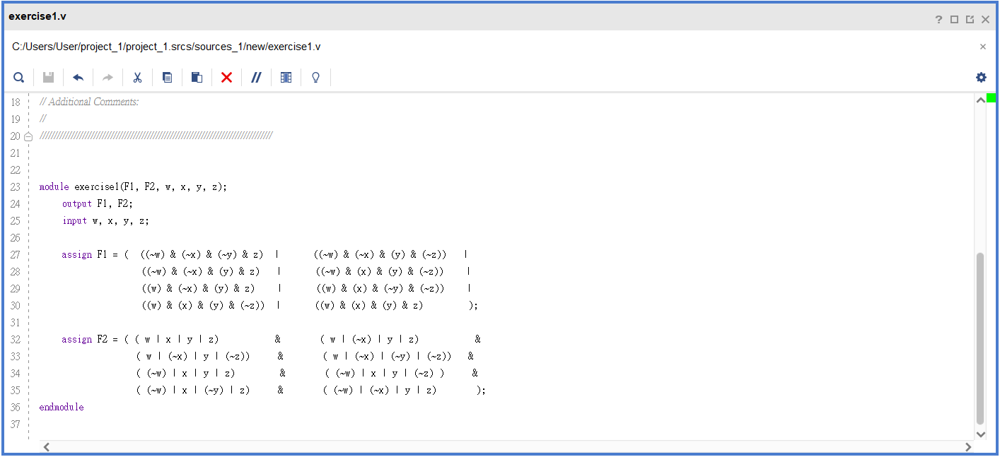 exercise1.v
?
C:/Users/User/project_1/project_1.srcs/sources_1/new/exercise1.v
18 // Additional Comments:
19 //
20 ////////////////////////////////////////////////////////////////////////////////
21
22
23 module exercise1(F1, F2, w, x, y, z);
24 output F1, F2;
25 input w, x, y, z;
26
27 assign F1 = ( ((~w) & (~x) & (~y) & z) | ((~w) & (~x) & (y) & (~z)) |
28 ((~w) & (~x) & (y) & z) | ((~w) & (x) & (y) & (~z)) |
29 ((w) & (~x) & (y) & z) | ((w) & (x) & (~y) & (~z)) |
30 ((w) & (x) & (y) & (~z)) | ((w) & (x) & (y) & z) );
31
32 assign F2 = ( ( w | x | y | z) & ( w | (~x) | y | z) &
33 ( w | (~x) | y | (~z)) & ( w | (~x) | (~y) | (~z)) &
34 ( (~w) | x | y | z) & ( (~w) | x | y | (~z) ) &
35 ( (~w) | x | (~y) | z) & ( (~w) | (~x) | y | z) );
36 endmodule
37